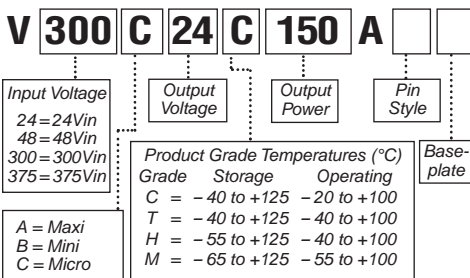 V 300 C 24 C 150 A
Input Voltage
24 = 24Vin
48 = 48Vin
300 = 300Vin
375 = 375Vin
Output
Voltage
Output
Power
Pin
Style
Base-
plate
Product Grade Temperatures (°C)
Grade Storage Operating
C = – 40 to +125 – 20 to +100
T = – 40 to +125 – 40 to +100
H = – 55 to +125 – 40 to +100
M = – 65 to +125 – 55 to +100
A = Maxi
B = Mini
C = Micro